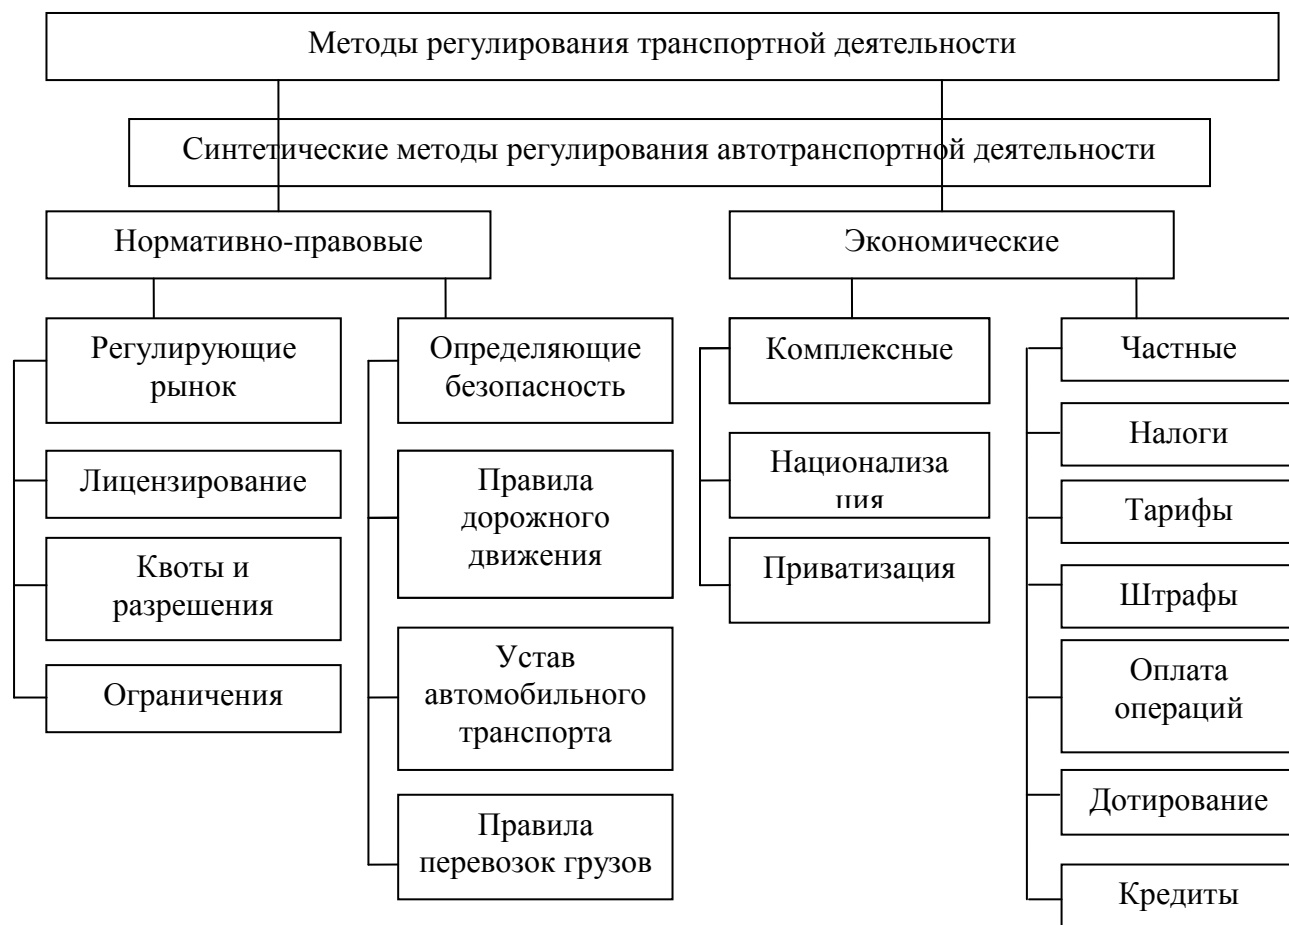 Методы регулирования транспортной деятельности
Синтетические методы регулирования автотранспортной деятельности
Нормативно-правовые
Экономические
Регулирующие
рынок
Лицензирование
Квоты и
разрешения
Ограничения
Определяющие
безопасность
Правила
дорожного
движения
Устав
автомобильного
транспорта
Правила
перевозок грузов
Комплексные
Национализа
ция
Приватизация
Частные
Налоги
Тарифы
Штрафы
Оплата
операций
Дотирование
Кредиты